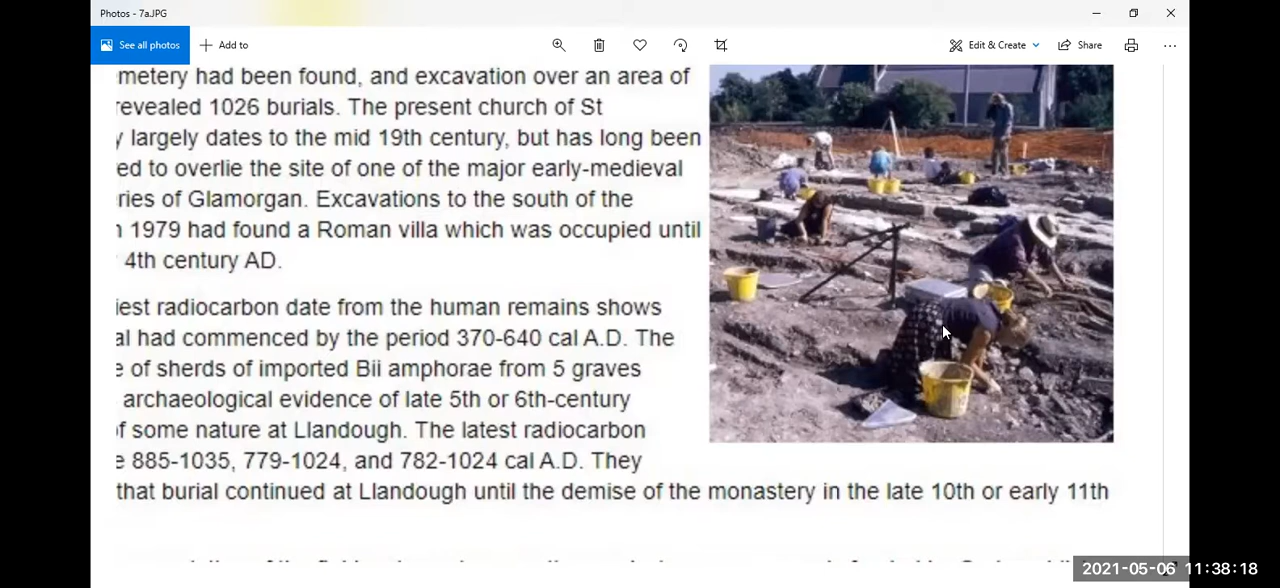 Photos - 7a.JPG
See all photos
Add to
Edit & Create
Share
metery had been found, and excavation over an area of
revealed 1026 burials. The present church of St
y largely dates to the mid 19th century, but has long been
ed to overlie the site of one of the major early-medieval
ries of Glamorgan. Excavations to the south of the
1979 had found a Roman villa which was occupied until
4th century AD.
iest radiocarbon date from the human remains shows
al had commenced by the period 370-640 cal A.D. The
e of sherds of imported Bii amphorae from 5 graves
archaeological evidence of late 5th or 6th-century
of some nature at Llandough. The latest radiocarbon
e 885-1035, 779-1024, and 782-1024 cal A.D. They
that burial continued at Llandough until the demise of the monastery in the late 10th or early 11th
2021-05-06 11:38:18